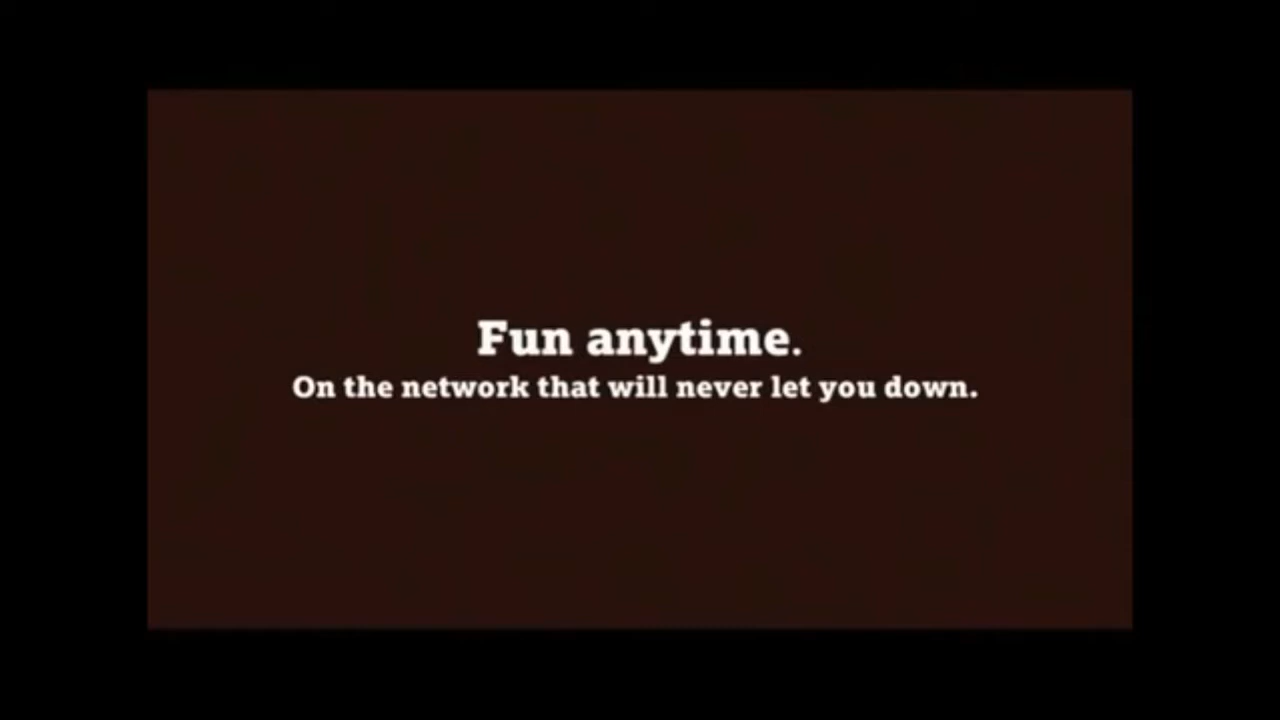 Fun anytime.
On the network that will never let you down.